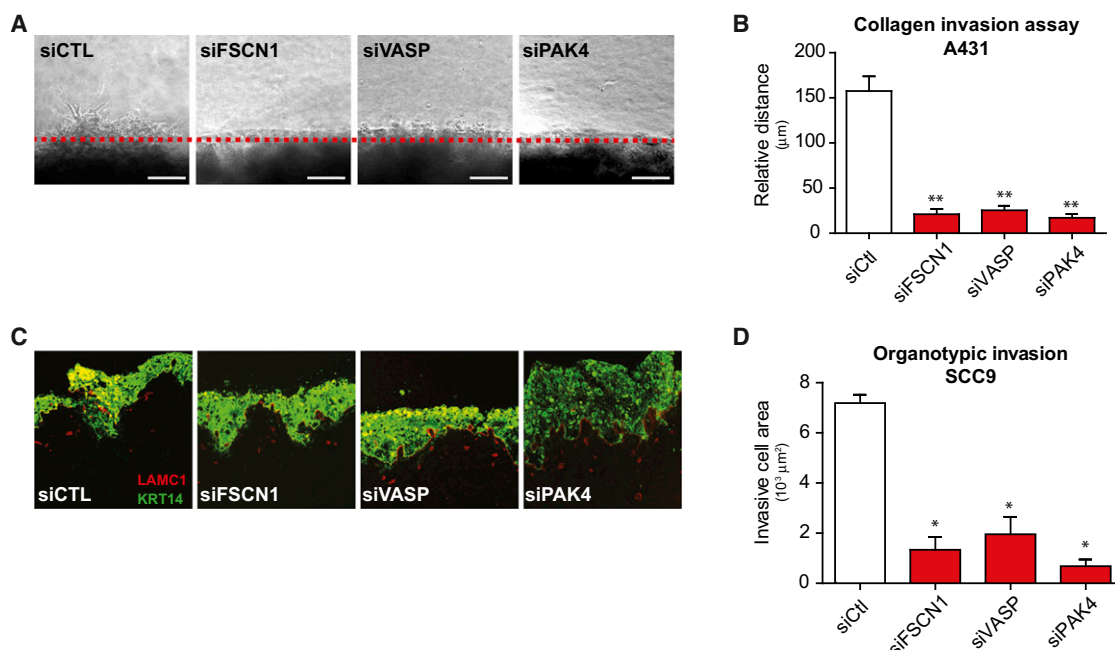 A
siCTL
siFSCN1
siVASP
siPAK4
B
Collagen invasion assay
A431
Relative distance
(μm)
200
150
100
50
0
**
**
**
siCtl
siFSCN1
siVASP
siPAK4
C
LAMC1
KRT14
siCTL
siFSCN1
siVASP
siPAK4
D
Organotypic invasion
SCC9
Invasive cell area
(10³ μm²)
8
6
4
2
0
*
*
*
siCtl
siFSCN1
siVASP
siPAK4